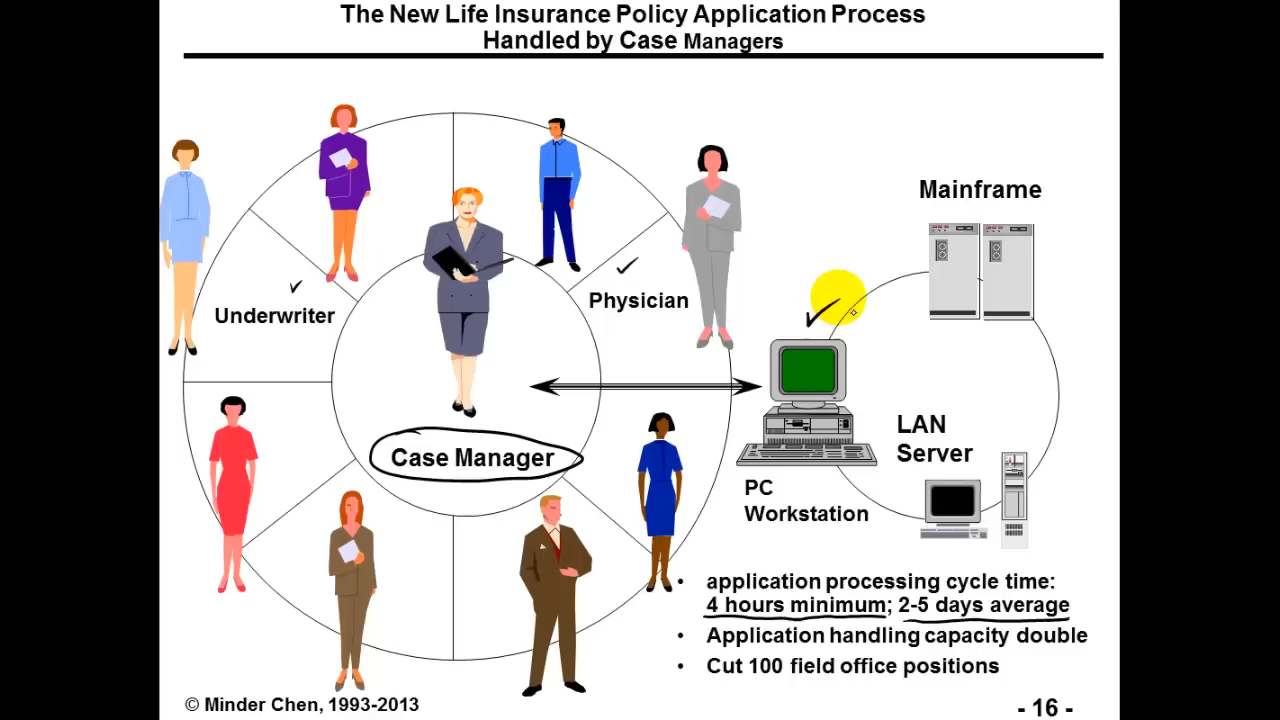 The New Life Insurance Policy Application Process
Handled by Case Managers
Mainframe
Underwriter
Physician
Case Manager
LAN
Server
PC
Workstation
• application processing cycle time:
4 hours minimum; 2-5 days average
• Application handling capacity double
• Cut 100 field office positions
© Minder Chen, 1993-2013
- 16 -